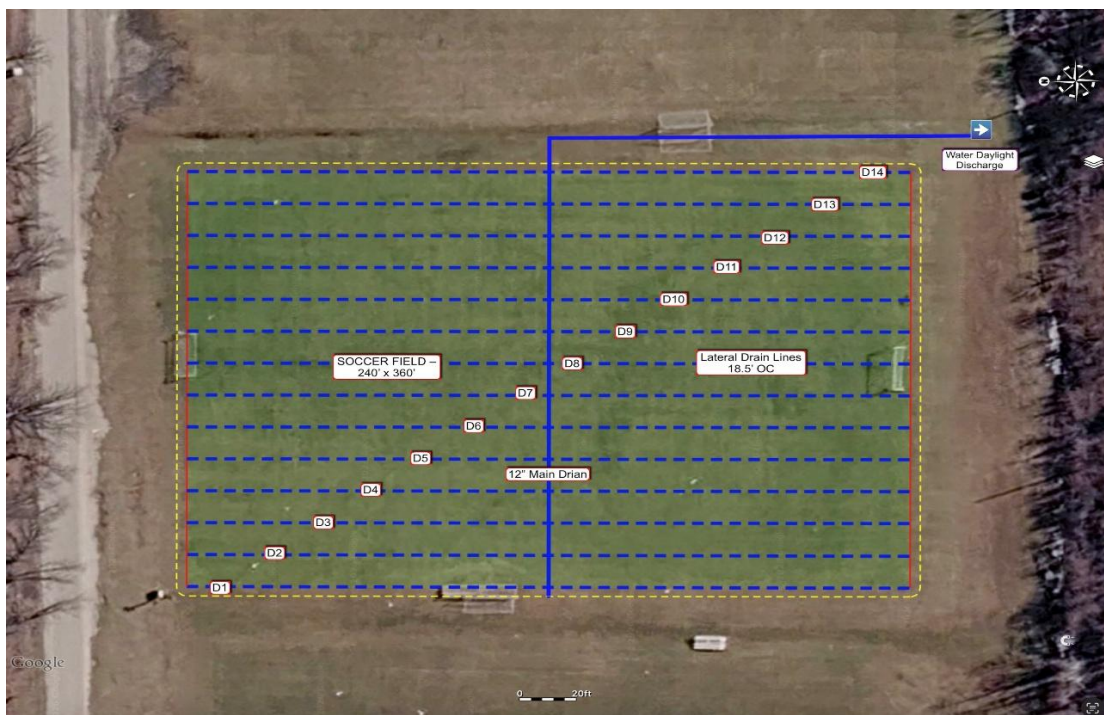 Water Daylight
Discharge
D14
D13
D12
D11
D10
D9
SOCCER FIELD –
240' x 360'
D8
Lateral Drain Lines
18.5' OC
D7
D6
D5
12" Main Drian
D4
D3
D2
D1
Google
0 20ft